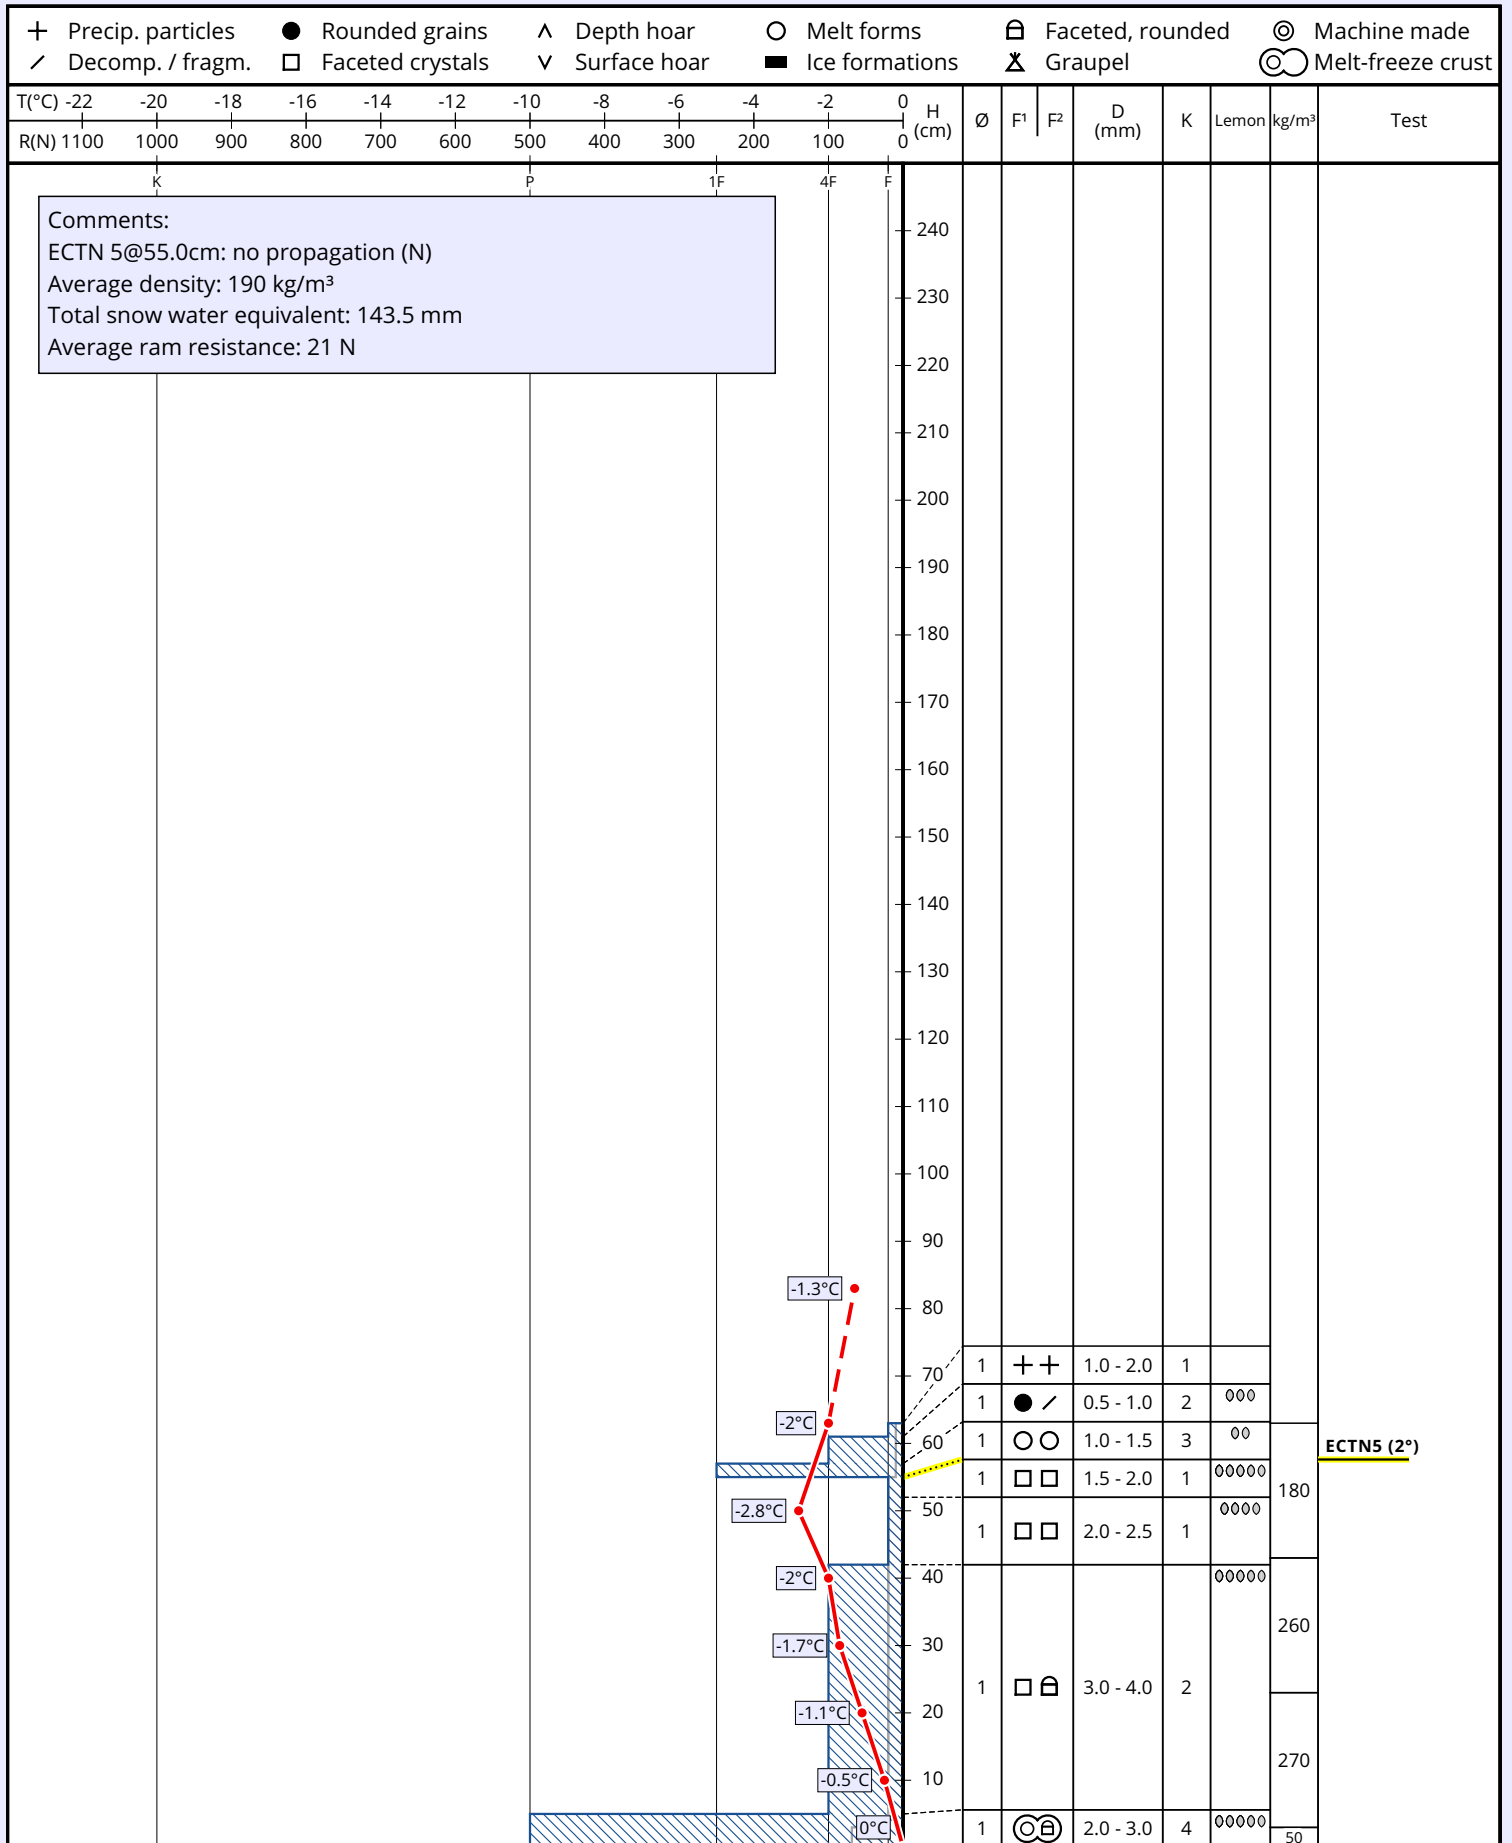 Precip. particles Rounded grains Depth hoar Melt forms Faceted, rounded Machine made
Decomp. / fragm. Faceted crystals Surface hoar Ice formations Graupel Melt-freeze crust
T(°C) -22 -20 -18 -16 -14 -12 -10 -8 -6 -4 -2 0
R(N) 1100 1000 900 800 700 600 500 400 300 200 100 0
H (cm) Ø F¹ F² D (mm) K Lemon kg/m³ Test
K P 1F 4F F
Comments:
ECTN 5@55.0cm: no propagation (N)
Average density: 190 kg/m³
Total snow water equivalent: 143.5 mm
Average ram resistance: 21 N
240
230
220
210
200
190
180
170
160
150
140
130
120
110
100
90
-1.3°C
80
70 1 1.0 - 2.0 1
1 0.5 - 1.0 2
-2°C
60 1 1.0 - 1.5 3 ECTN5 (2°)
1 1.5 - 2.0 1
180
-2.8°C 50
1 2.0 - 2.5 1
-2°C 40
260
-1.7°C 30
1 3.0 - 4.0 2
-1.1°C 20
270
-0.5°C 10
0°C 1 2.0 - 3.0 4
50